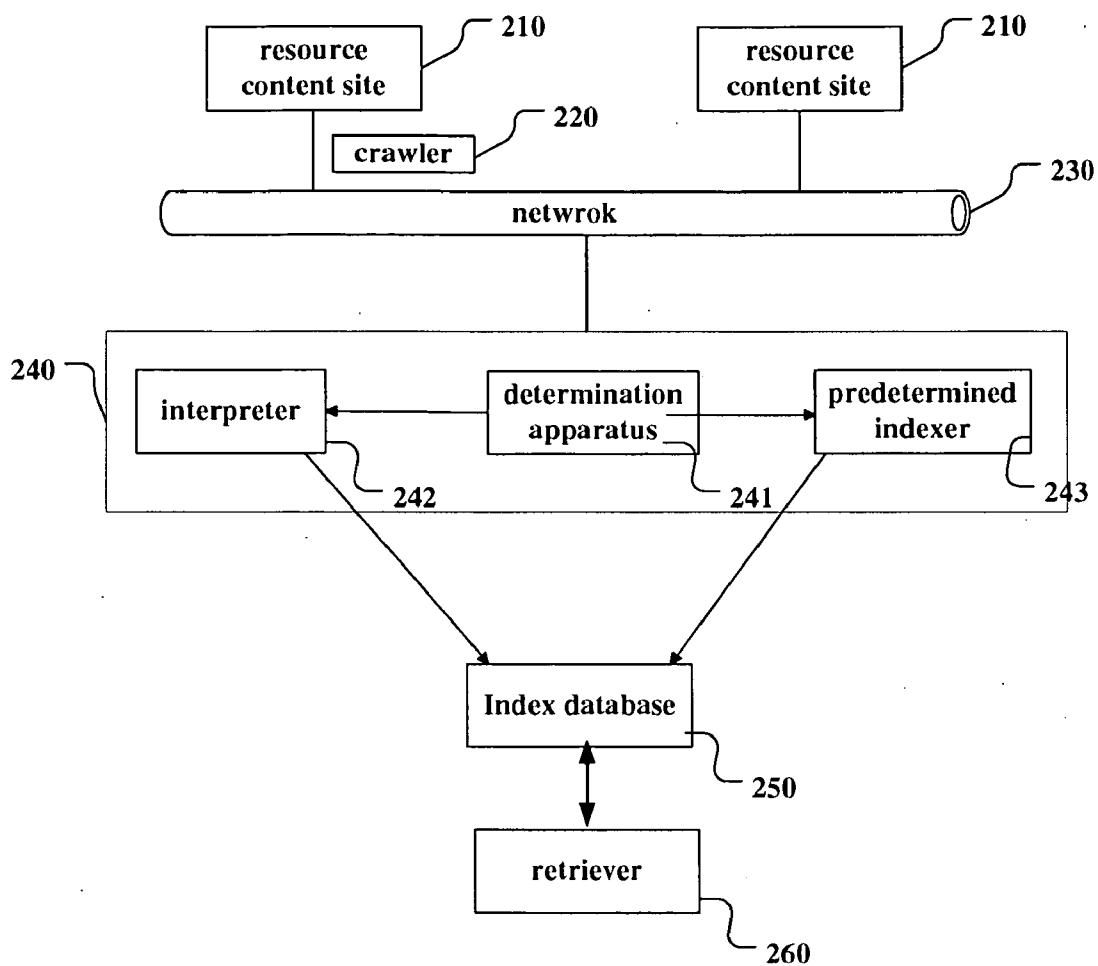 210
210
resource
content site
resource
content site
220
crawler
230
netwrok
240
interpreter
determination
apparatus
predetermined
indexer
242
241
243
Index database
250
retriever
260